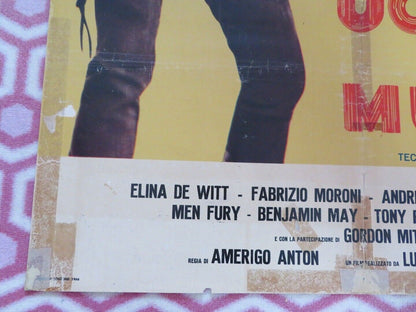 MU
TEC
ELINA DE WITT - FABRIZIO MORONI - ANDRE
MEN FURY - BENJAMIN MAY - TONY
E CON LA PARTECIPAZIONE DI GORDON MIT
REGIA DI AMERIGO ANTON UN FILM REALIZZATO DA LU